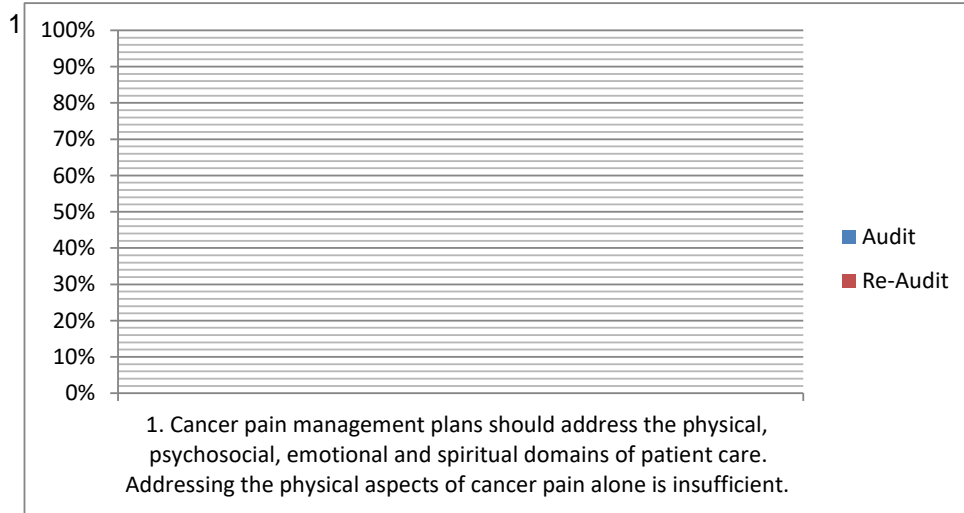 1
100%
90%
80%
70%
60%
50%
40%
30%
20%
10%
0%
Audit
Re-Audit
1. Cancer pain management plans should address the physical,
psychosocial, emotional and spiritual domains of patient care.
Addressing the physical aspects of cancer pain alone is insufficient.